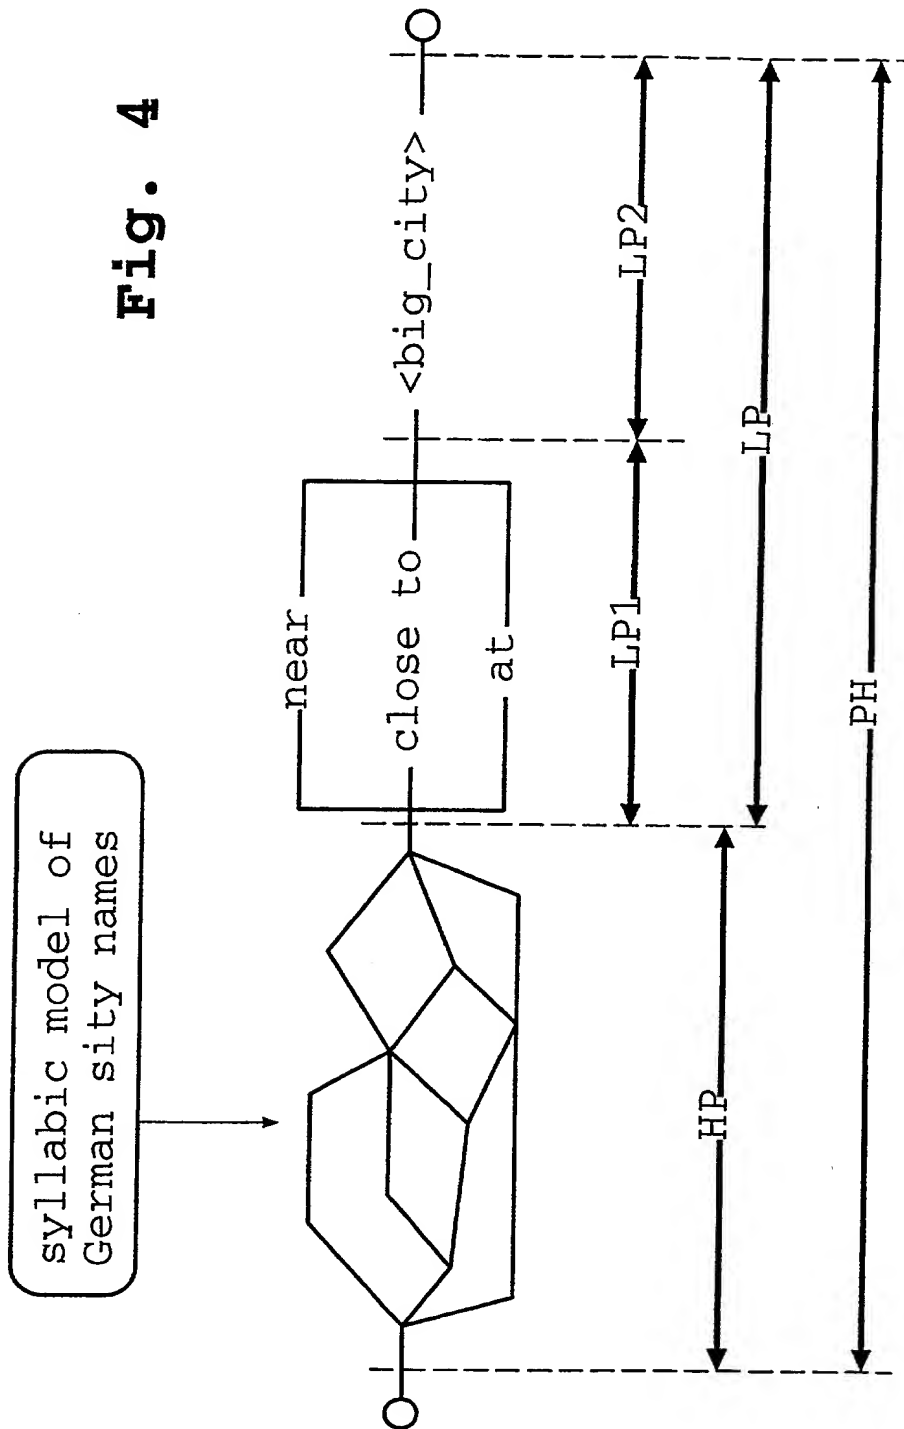 Fig. 4
syllabic model of
German sity names
near
close to
at
<big_city>
LP1
LP2
HP
LP
PH